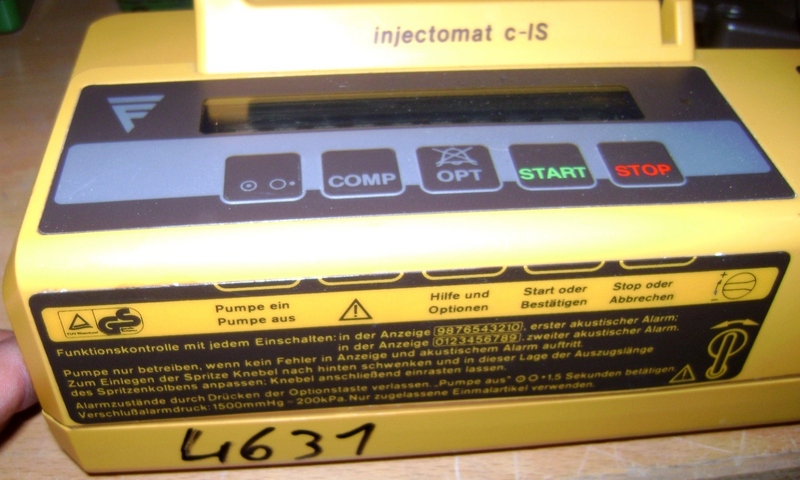 injectomat c-IS
COMP
OPT
START
STOP
Pumpe ein
Pumpe aus
Hilfe und
Optionen
Start oder
Bestätigen
Stop oder
Abbrechen
GS
Funktionskontrolle mit jedem Einschalten: in der Anzeige 9876543210, erster akustischer Alarm;
in der Anzeige 0123456789, zweiter akustischer Alarm.
Pumpe nur betreiben, wenn kein Fehler in Anzeige und akustischem Alarm auftritt.
Zum Einlegen der Spritze Knebel nach hinten schwenken und in dieser Lage der Auszugslänge
des Spritzenkolbens anpassen; Knebel anschließend einrasten lassen.
Alarmzustände durch Drücken der Optionstaste verlassen. „Pumpe aus" 1,5 Sekunden betätigen.
Verschlußalarmdruck: 1500mmHg ~ 200kPa. Nur zugelassene Einmalartikel verwenden.
4631